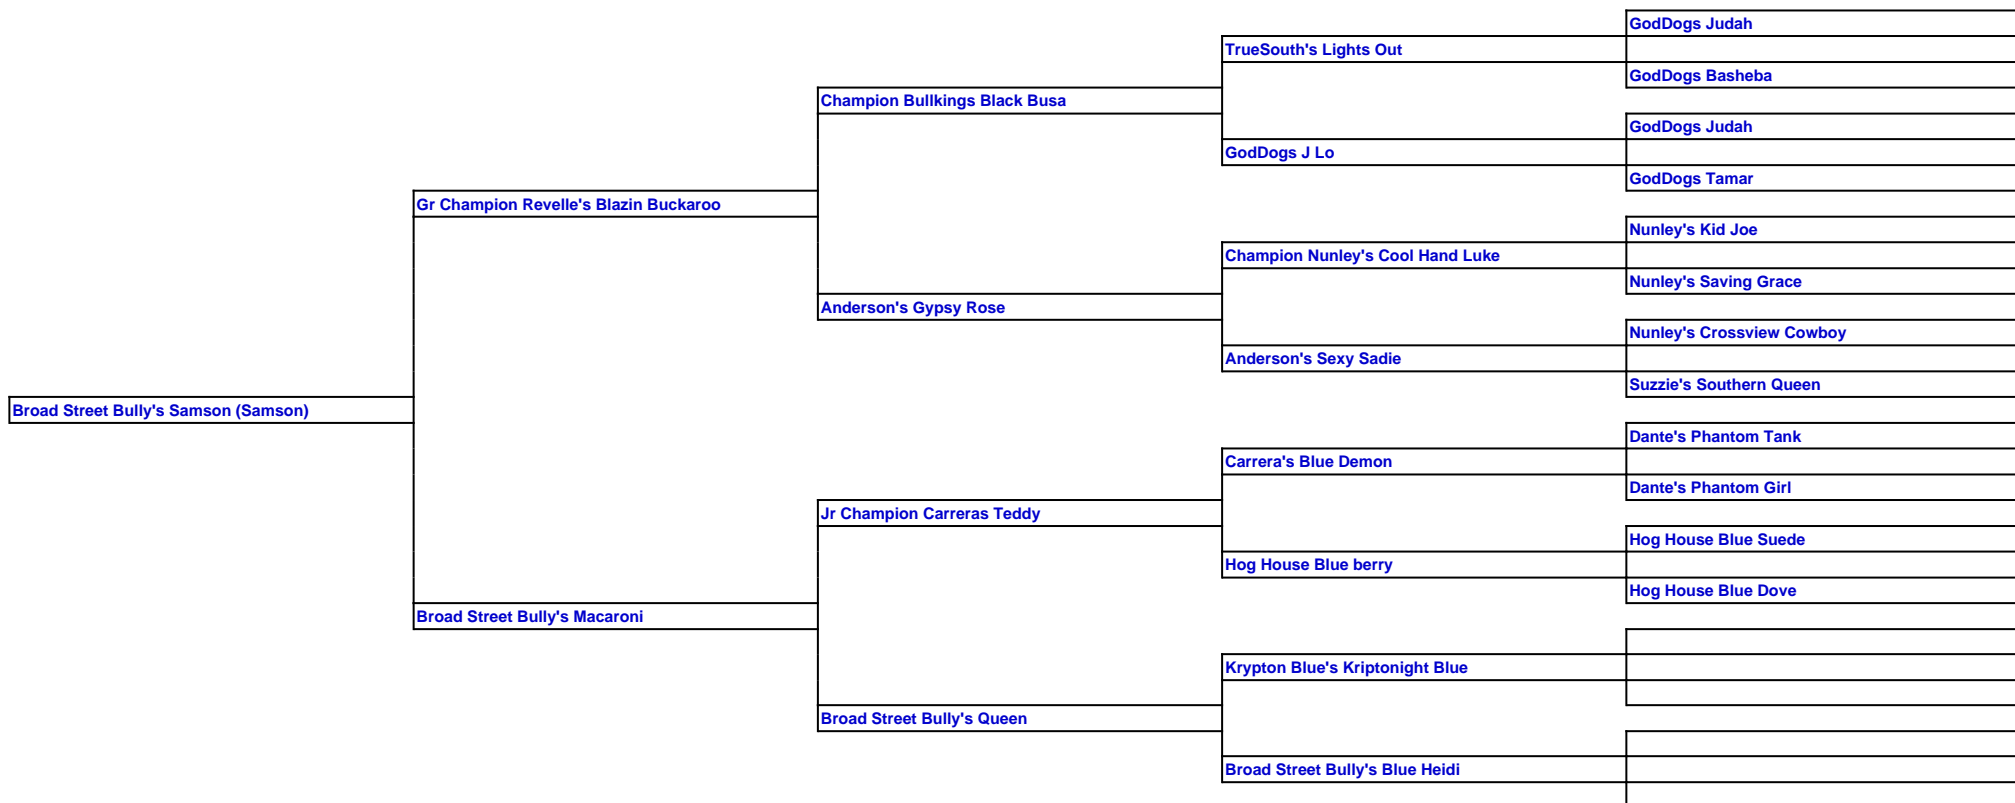 GodDogs Judah
TrueSouth's Lights Out
GodDogs Basheba
Champion Bullkings Black Busa
GodDogs Judah
GodDogs J Lo
GodDogs Tamar
Gr Champion Revelle's Blazin Buckaroo
Nunley's Kid Joe
Champion Nunley's Cool Hand Luke
Nunley's Saving Grace
Anderson's Gypsy Rose
Nunley's Crossview Cowboy
Anderson's Sexy Sadie
Suzzie's Southern Queen
Broad Street Bully's Samson (Samson)
Dante's Phantom Tank
Carrera's Blue Demon
Dante's Phantom Girl
Jr Champion Carreras Teddy
Hog House Blue Suede
Hog House Blue berry
Hog House Blue Dove
Broad Street Bully's Macaroni
Krypton Blue's Kriptonight Blue
Broad Street Bully's Queen
Broad Street Bully's Blue Heidi